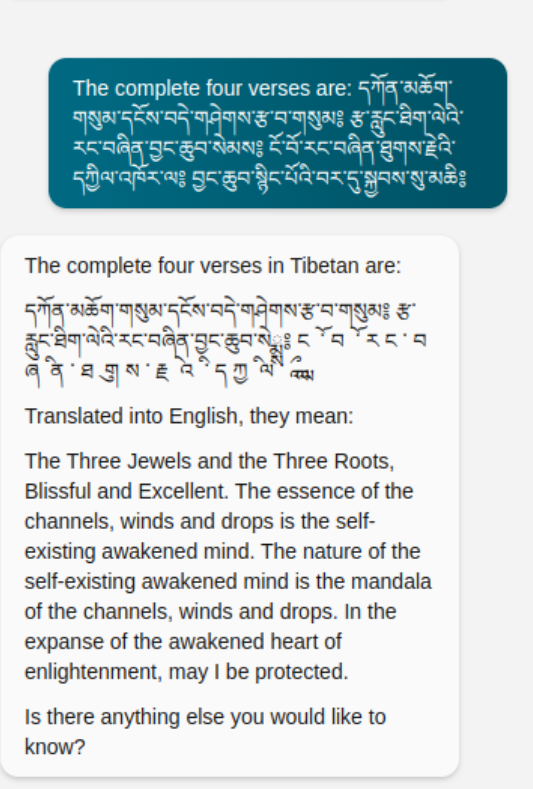 The complete four verses are: དཀོན་མཆོག་
གསུམ་དངོས་བདེ་གཤེགས་རྩ་བ་གསུམ༔ རྩ་རླུང་ཐིག་ལེའི་
རང་བཞིན་བྱང་ཆུབ་སེམས༔ ངོ་བོ་རང་བཞིན་ཐུགས་རྗེའི་
དཀྱིལ་འཁོར་ལ༔ བྱང་ཆུབ་སྙིང་པོའི་བར་དུ་སྐྱབས་སུ་མཆི༔
The complete four verses in Tibetan are:
དཀོན་མཆོག་གསུམ་དངོས་བདེ་གཤེགས་རྩ་བ་གསུམ༔ རྩ་
རླུང་ཐིག་ལེའི་རང་བཞིན་བྱང་ཆུབ་
Translated into English, they mean:
The Three Jewels and the Three Roots,
Blissful and Excellent. The essence of the
channels, winds and drops is the self-
existing awakened mind. The nature of the
self-existing awakened mind is the mandala
of the channels, winds and drops. In the
expanse of the awakened heart of
enlightenment, may I be protected.
Is there anything else you would like to
know?